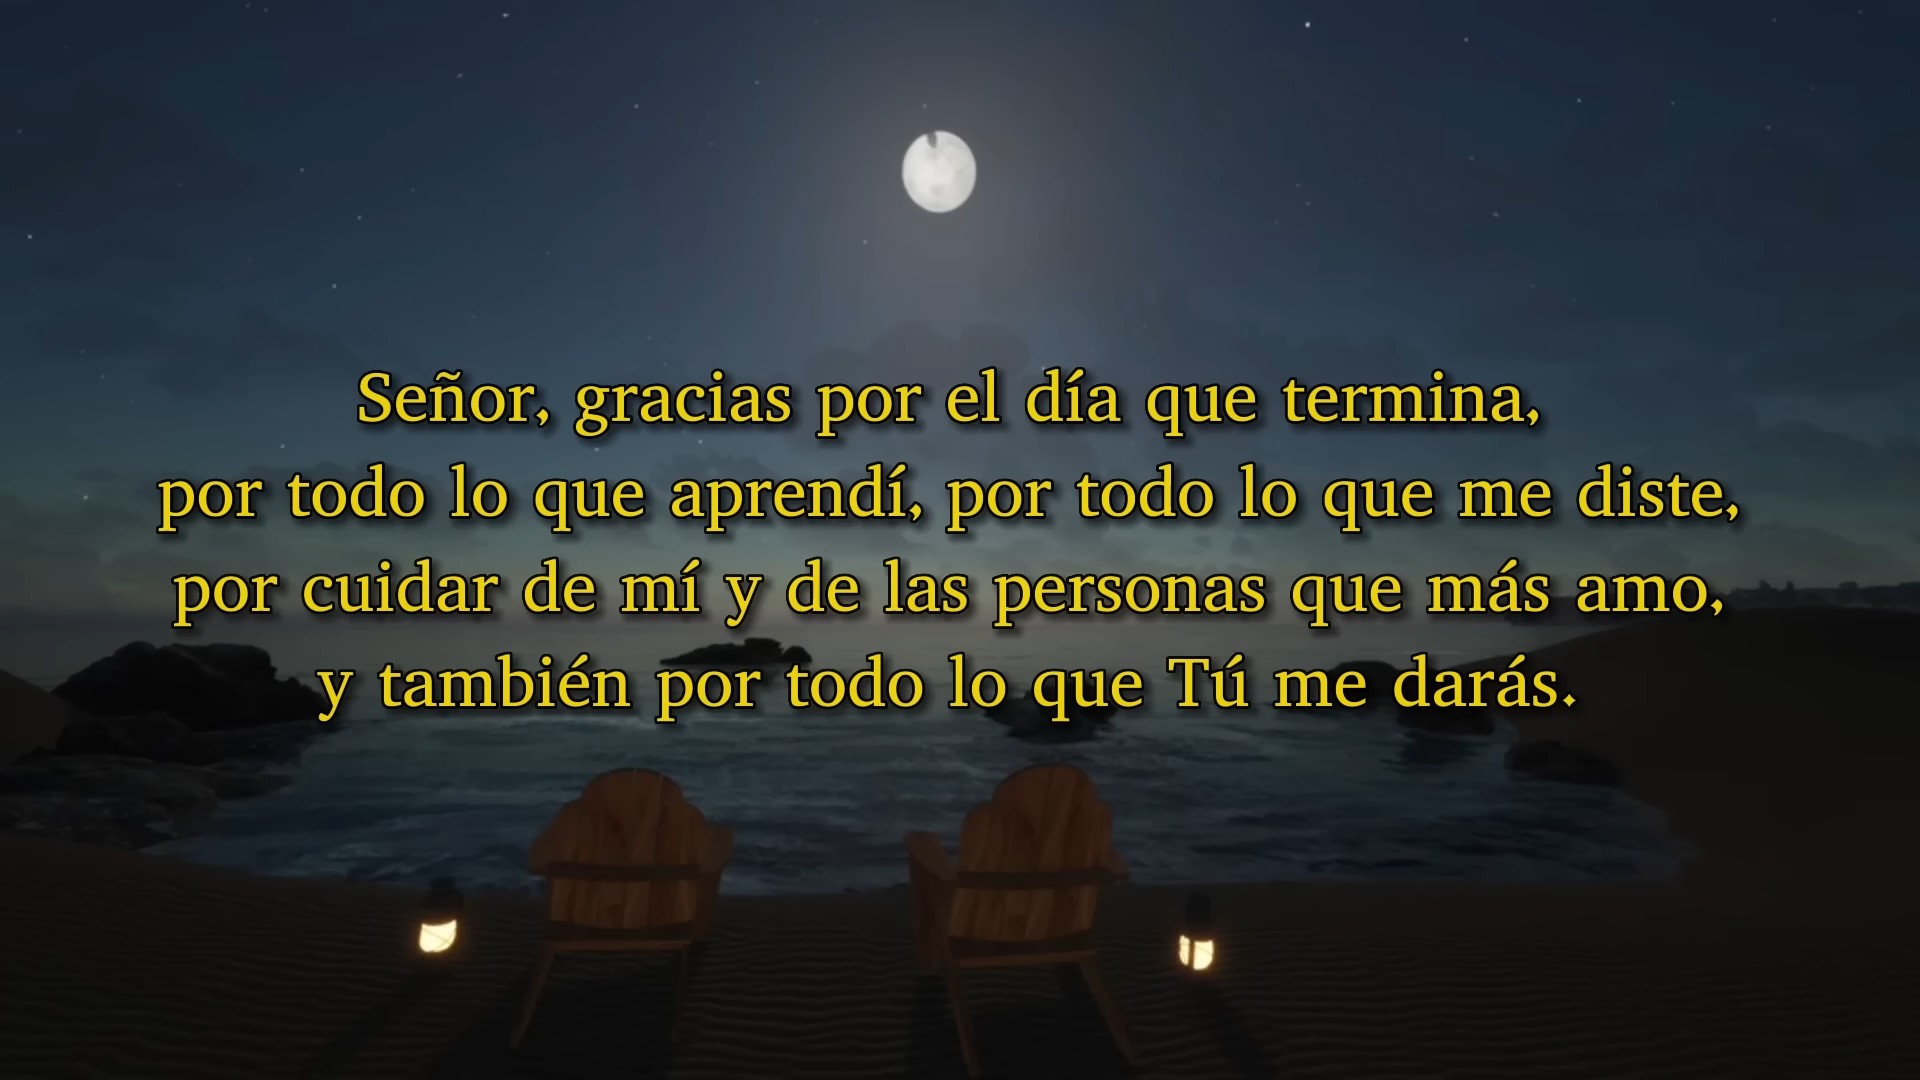 Señor, gracias por el día que termina,
por todo lo que aprendí, por todo lo que me diste,
por cuidar de mí y de las personas que más amo,
y también por todo lo que Tú me darás.